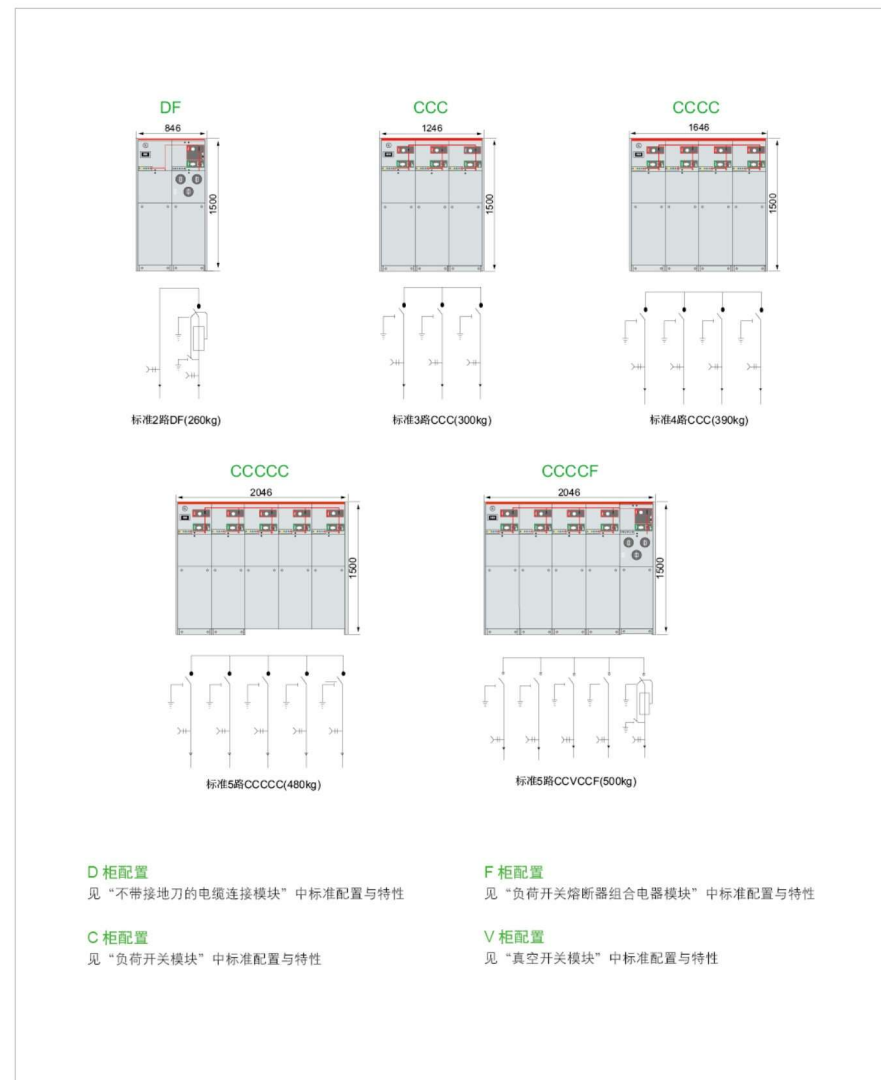 DF
846
1500
标准2路DF(260kg)
CCC
1246
1500
标准3路CCC(300kg)
CCCC
1646
1500
标准4路CCC(390kg)
CCCCC
2046
1500
标准5路CCCCC(480kg)
CCCCF
2046
1500
标准5路CCVCCF(500kg)
D 柜配置
见“不带接地刀的电缆连接模块”中标准配置与特性
C 柜配置
见“负荷开关模块”中标准配置与特性
F 柜配置
见“负荷开关熔断器组合电器模块”中标准配置与特性
V 柜配置
见“真空开关模块”中标准配置与特性